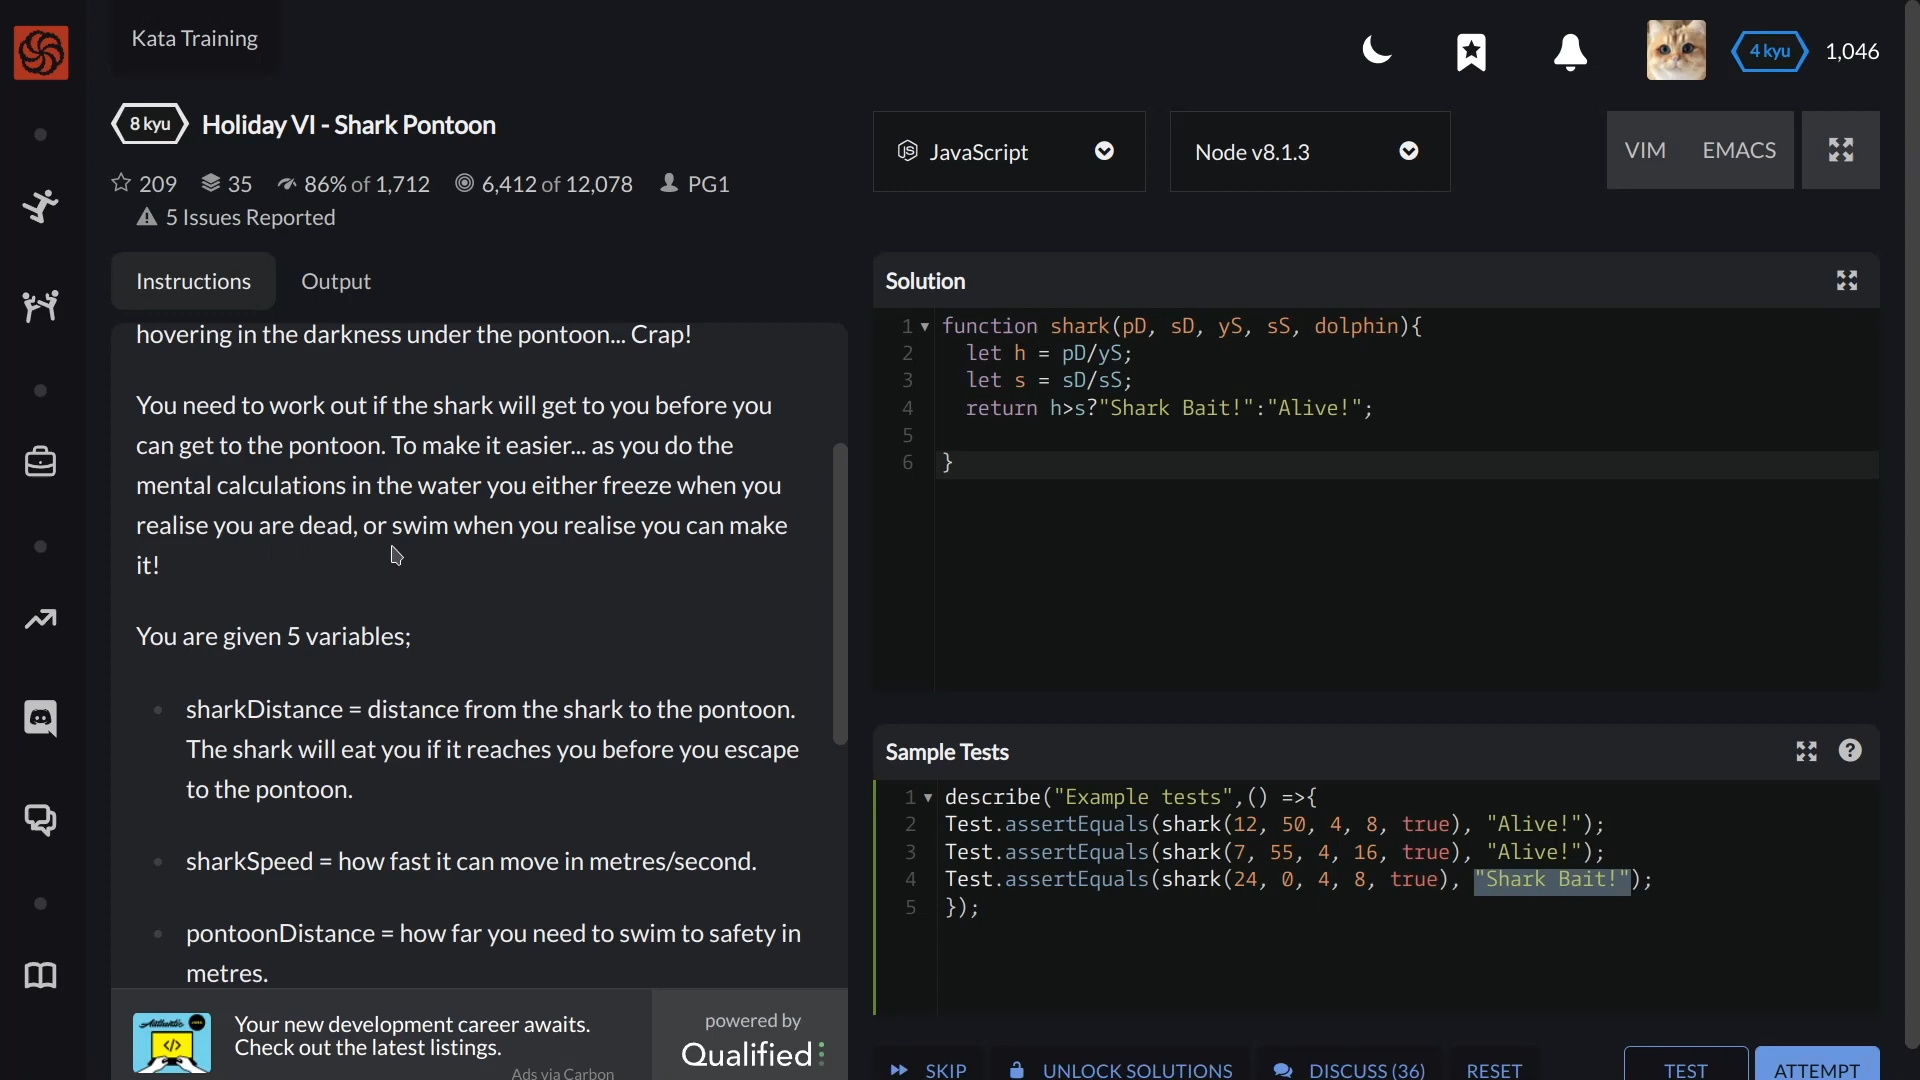 Kata Training
4 kyu
1,046
8 kyu
Holiday VI - Shark Pontoon
209
35
86% of 1,712
6,412 of 12,078
PG1
5 Issues Reported
JavaScript
Node v8.1.3
VIM
EMACS
Instructions
Output
hovering in the darkness under the pontoon... Crap!
You need to work out if the shark will get to you before you
can get to the pontoon. To make it easier... as you do the
mental calculations in the water you either freeze when you
realise you are dead, or swim when you realise you can make
it!
You are given 5 variables;
sharkDistance = distance from the shark to the pontoon.
The shark will eat you if it reaches you before you escape
to the pontoon.
sharkSpeed = how fast it can move in metres/second.
pontoonDistance = how far you need to swim to safety in
metres.
Your new development career awaits.
Check out the latest listings.
Ads via Carbon
powered by
Qualified
Solution
1 function shark(pD, sD, yS, sS, dolphin){
2 let h = pD/yS;
3 let s = sD/sS;
4 return h>s?"Shark Bait!":"Alive!";
5
6 }
Sample Tests
1 describe("Example tests",() =>{
2 Test.assertEquals(shark(12, 50, 4, 8, true), "Alive!");
3 Test.assertEquals(shark(7, 55, 4, 16, true), "Alive!");
4 Test.assertEquals(shark(24, 0, 4, 8, true), "Shark Bait!");
5 });
SKIP
UNLOCK SOLUTIONS
DISCUSS (36)
RESET
TEST
ATTEMPT